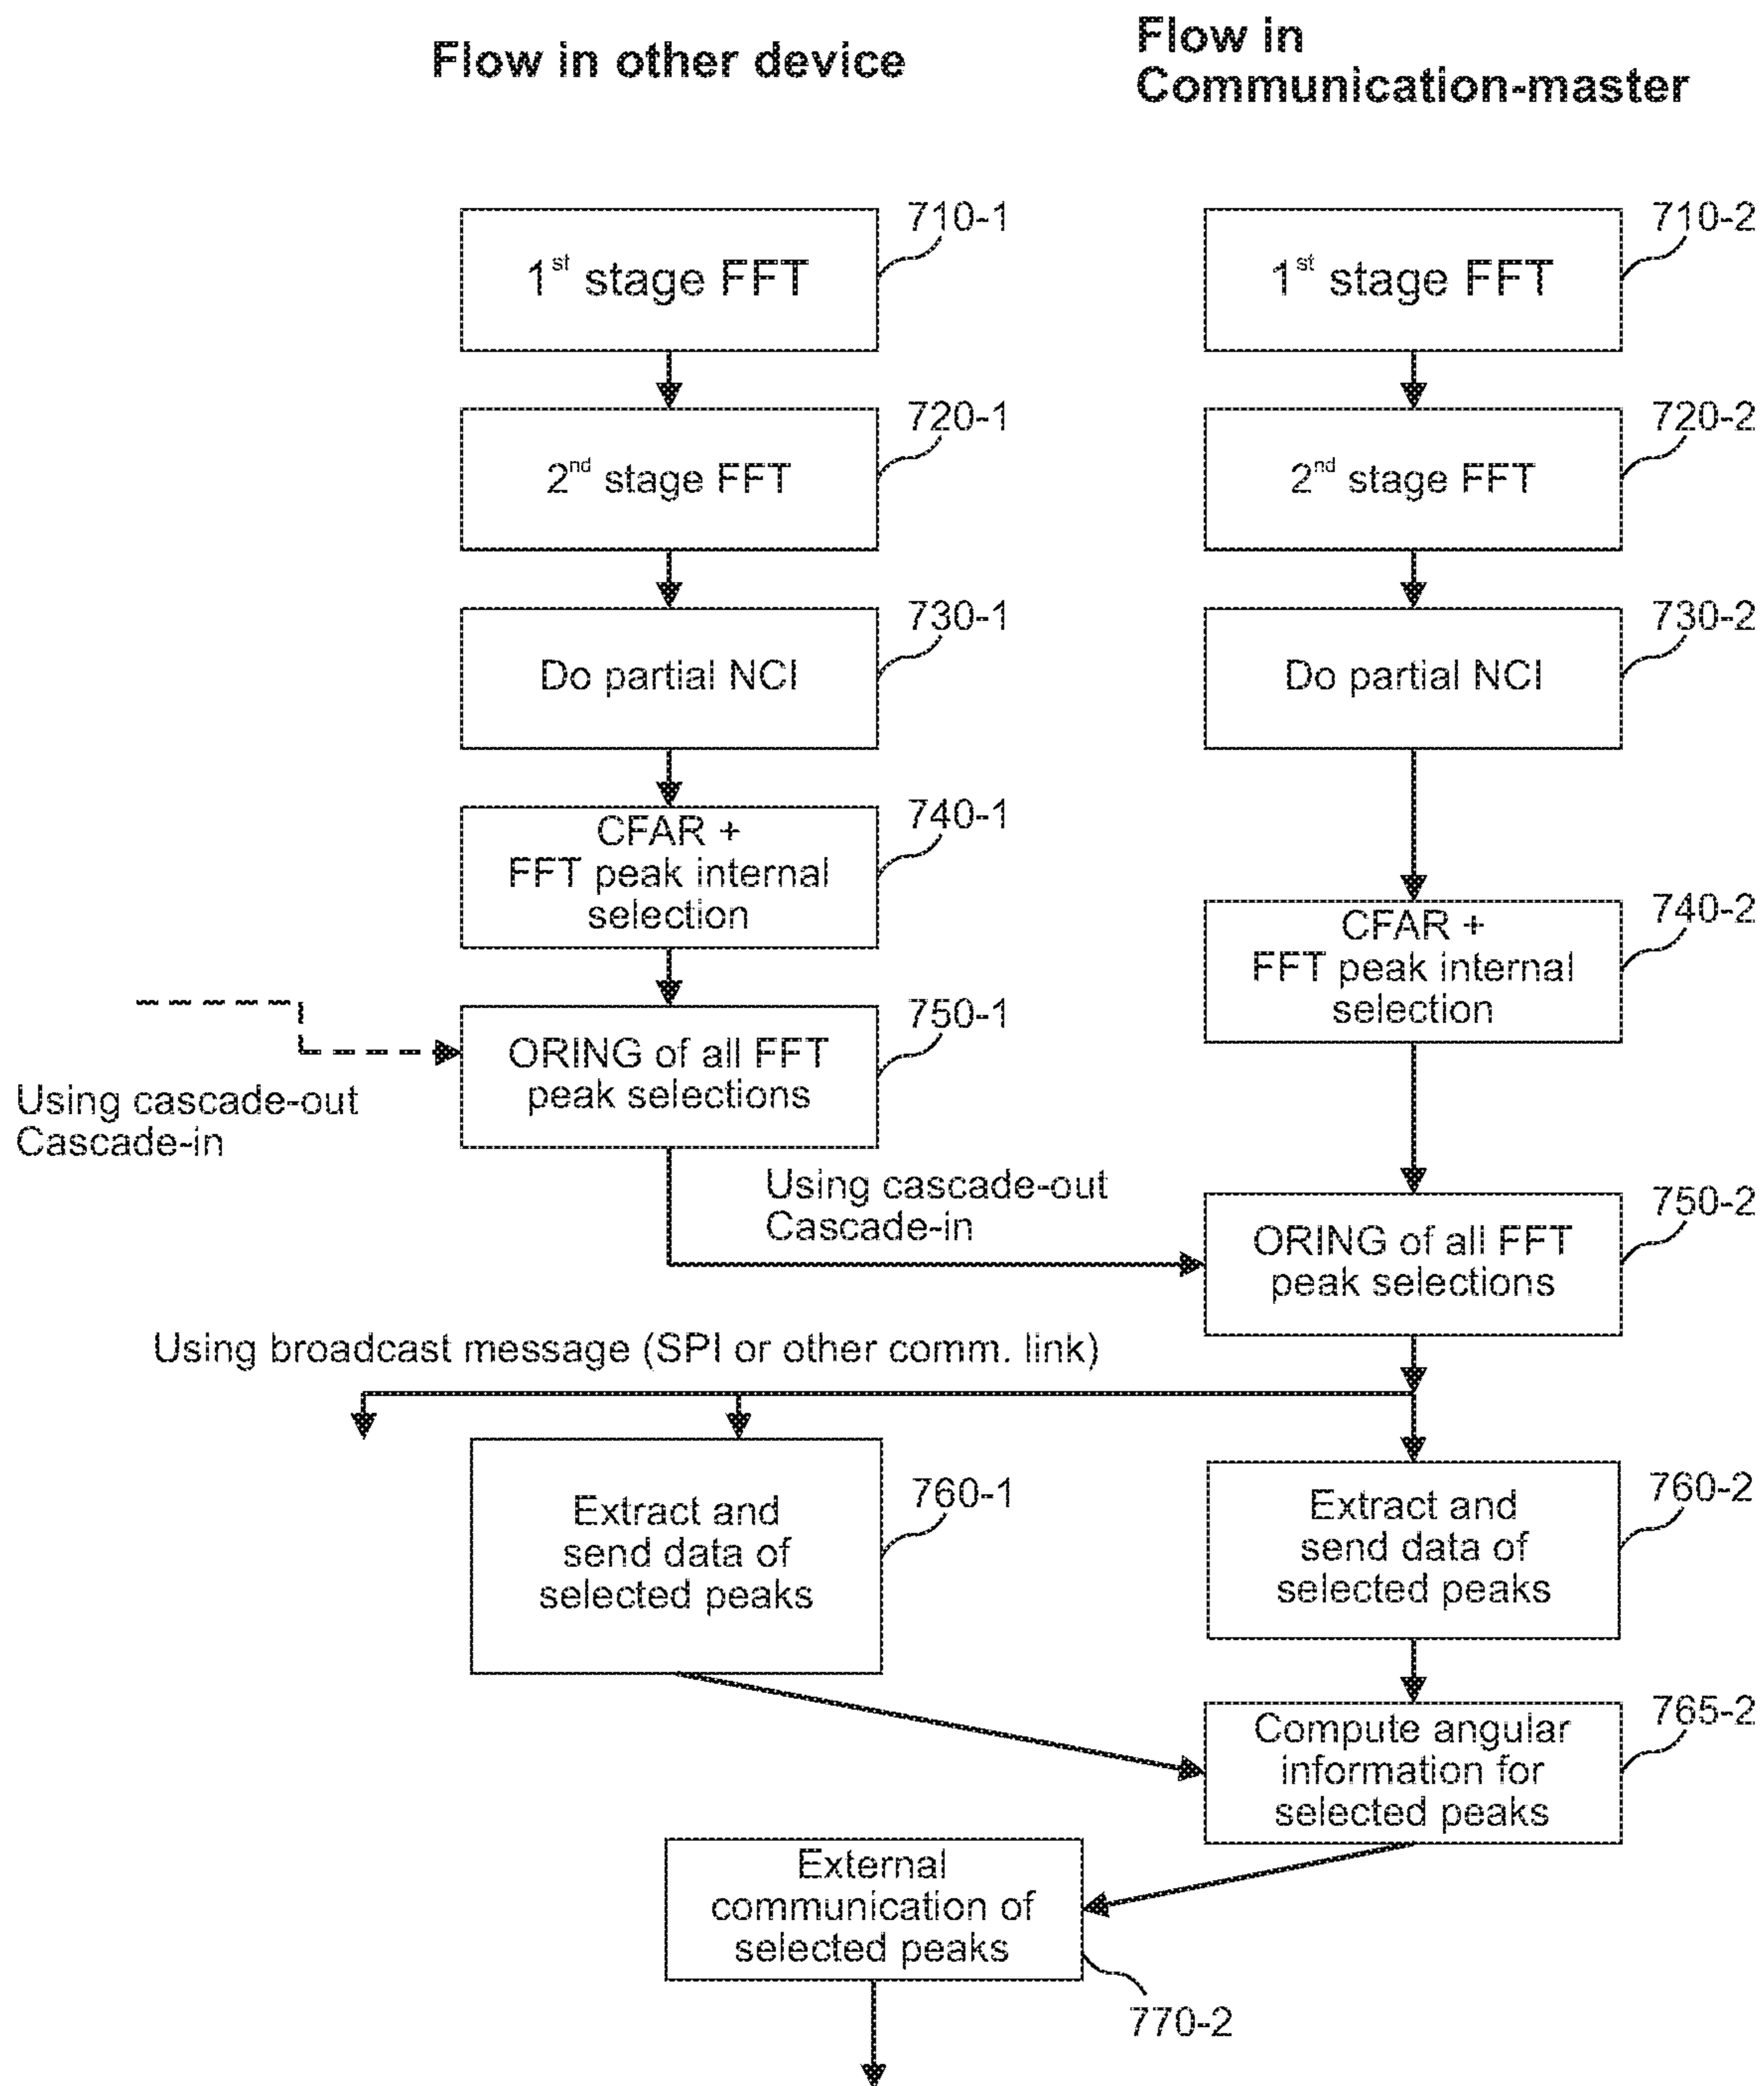 Flow in other device
Flow in
Communication-master
710-1
1st stage FFT
710-2
1st stage FFT
720-1
2nd stage FFT
720-2
2nd stage FFT
730-1
Do partial NCI
730-2
Do partial NCI
740-1
CFAR +
FFT peak internal
selection
740-2
CFAR +
FFT peak internal
selection
750-1
ORING of all FFT
peak selections
Using cascade-out
Cascade-in
Using cascade-out
Cascade-in
750-2
ORING of all FFT
peak selections
Using broadcast message (SPI or other comm. link)
760-1
Extract and
send data of
selected peaks
760-2
Extract and
send data of
selected peaks
765-2
Compute angular
information for
selected peaks
External
communication of
selected peaks
770-2